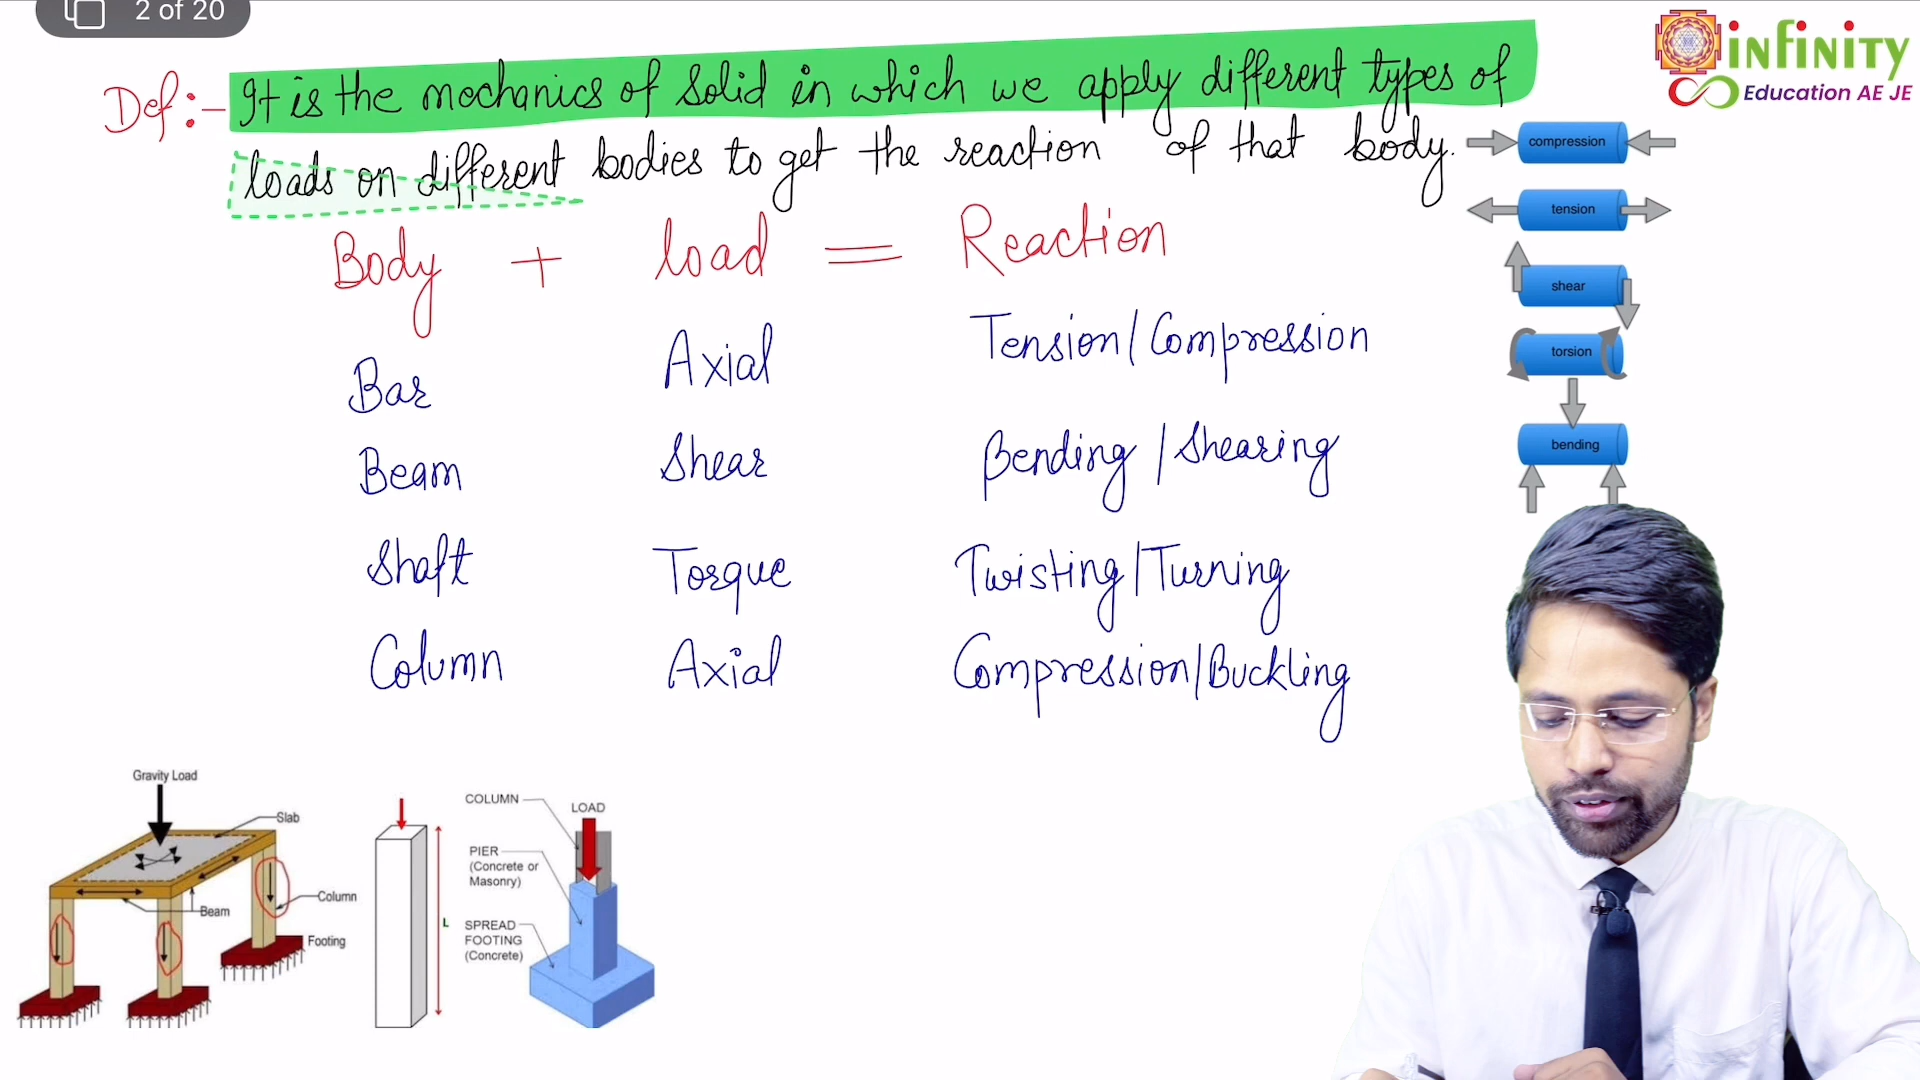 2 of 20
infinity
Education AE JE
Def:- It is the mechanics of Solid in which we apply different types of
loads on different bodies to get the reaction of that body.
Body + load = Reaction
Bar Axial Tension/Compression
Beam Shear Bending/Shearing
Shaft Torque Twisting/Turning
Column Axial Compression/Buckling
compression
tension
shear
torsion
bending
Gravity Load
Slab
Column
Beam
Footing
L
COLUMN
LOAD
PIER
(Concrete or
Masonry)
SPREAD
FOOTING
(Concrete)